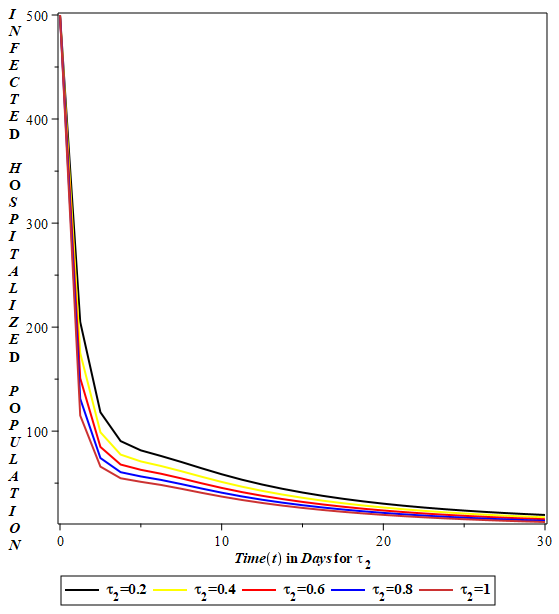 INFECTED HOSPITALIZED POPULATION
500
400
300
200
100
0 10 20 30
Time(t) in Days for τ2
τ2=0.2 τ2=0.4 τ2=0.6 τ2=0.8 τ2=1